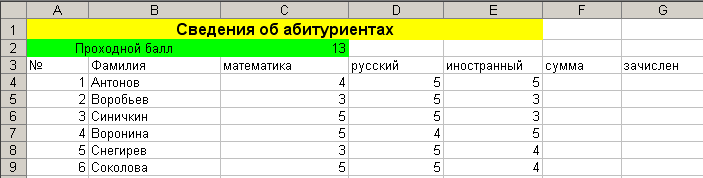 A B C D E F G
1 Сведения об абитуриентах
2 Проходной балл 13
3 № Фамилия математика русский иностранный сумма зачислен
4 1 Антонов 4 5 5
5 2 Воробьев 3 5 3
6 3 Синичкин 5 5 3
7 4 Воронина 5 4 5
8 5 Снегирев 3 5 4
9 6 Соколова 5 5 4